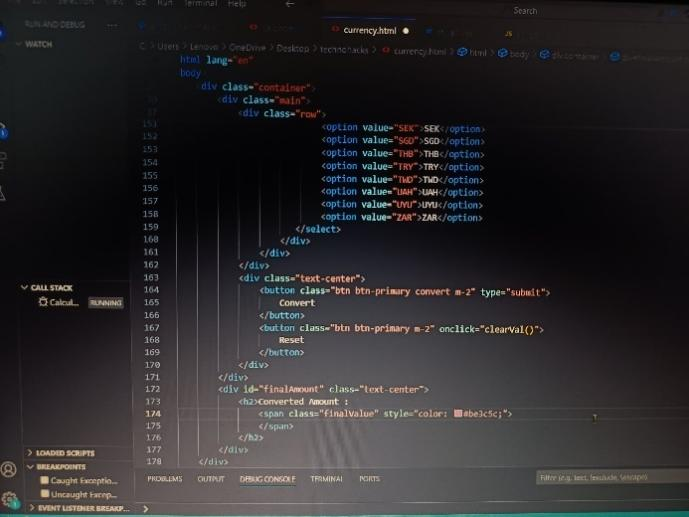 Go Run Terminal Help
Search
RUN AND DEBUG
currency.html
JS
WATCH
C: > Users > Lenovo > OneDrive > Desktop > technohacks > currency.html > html > body > div.container >
html lang="en"
body
div class="container">
<div class="main">
<div class="row">
151 <option value="SEK">SEK</option>
152 <option value="SGD">SGD</option>
153 <option value="THB">THB</option>
154 <option value="TRY">TRY</option>
155 <option value="TWD">TWD</option>
156 <option value="UAH">UAH</option>
157 <option value="UYU">UYU</option>
158 <option value="ZAR">ZAR</option>
159 </select>
160 </div>
161 </div>
162 </div>
163 <div class="text-center">
164 <button class="btn btn-primary convert m-2" type="submit">
165 Convert
166 </button>
167 <button class="btn btn-primary m-2" onclick="clearVal()">
168 Reset
169 </button>
170 </div>
171 </div>
172 <div id="finalAmount" class="text-center">
173 <h2>Converted Amount :
174 <span class="finalValue" style="color: #be3c5c;">
175 </span>
176 </h2>
177 </div>
178 </div>
CALL STACK
Calcul... RUNNING
LOADED SCRIPTS
BREAKPOINTS
Caught Exceptio...
Uncaught Excep...
EVENT LISTENER BREAKP...
PROBLEMS OUTPUT DEBUG CONSOLE TERMINAL PORTS
Filter (e.g. text, !exclude, \escape)